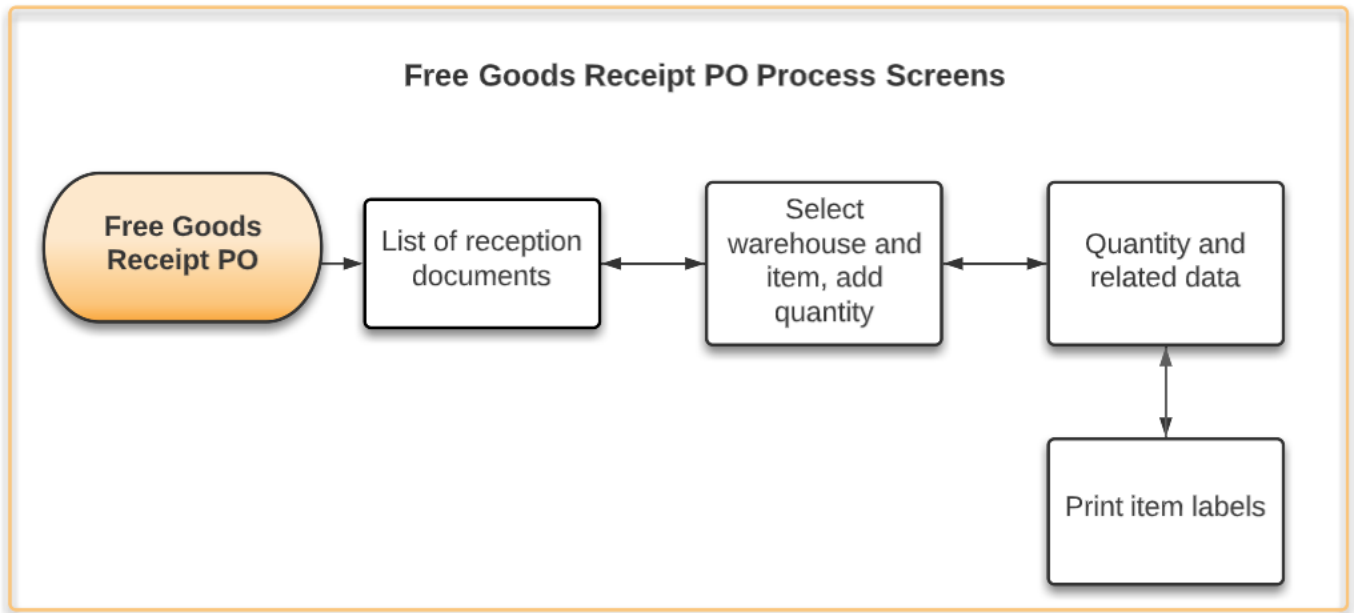 Free Goods Receipt PO Process Screens
Free Goods
Receipt PO
List of reception
documents
Select
warehouse and
item, add
quantity
Quantity and
related data
Print item labels